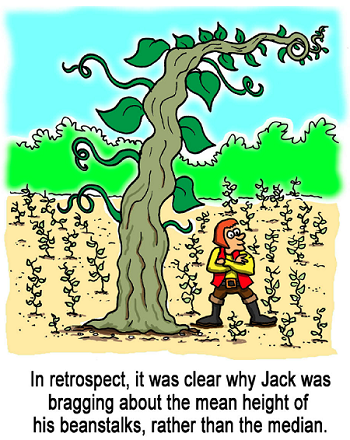 In retrospect, it was clear why Jack was
bragging about the mean height of
his beanstalks, rather than the median.